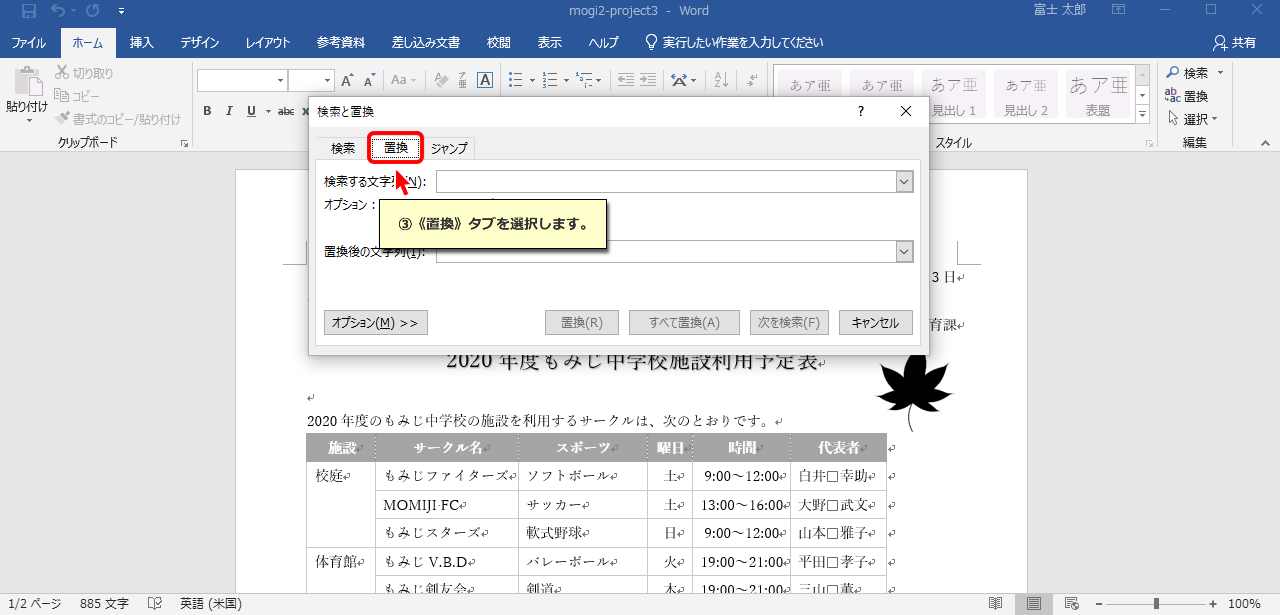 mogi2-project3 - Word
富士 太郎
ファイル ホーム 挿入 デザイン レイアウト 参考資料 差し込み文書 校閲 表示 ヘルプ 実行したい作業を入力してください 共有
貼り付け
切り取り
コピー
書式のコピー/貼り付け
クリップボード
B I U abc x
A A Aa A
あア亜 あア亜 あア亜 あア亜 あア亜
見出し 1 見出し 2 表題
スタイル
検索
置換
選択
編集
検索と置換
検索 置換 ジャンプ
検索する文字列(N):
オプション:
③《置換》タブを選択します。
置換後の文字列(I):
オプション(M) >> 置換(R) すべて置換(A) 次を検索(F) キャンセル
3 日
育課
2020 年度もみじ中学校施設利用予定表
2020 年度のもみじ中学校の施設を利用するサークルは、次のとおりです。
施設 サークル名 スポーツ 曜日 時間 代表者
校庭 もみじファイターズ ソフトボール 土 9:00～12:00 白井□幸助
MOMIJI·FC サッカー 土 13:00～16:00 大野□武文
もみじスターズ 軟式野球 日 9:00～12:00 山本□雅子
体育館 もみじ V.B.D バレーボール 火 19:00～21:00 平田□孝子
もみじ剣友会 剣道 木 19:00～21:00 三山□薫
1/2 ページ 885 文字 英語 (米国) 100%